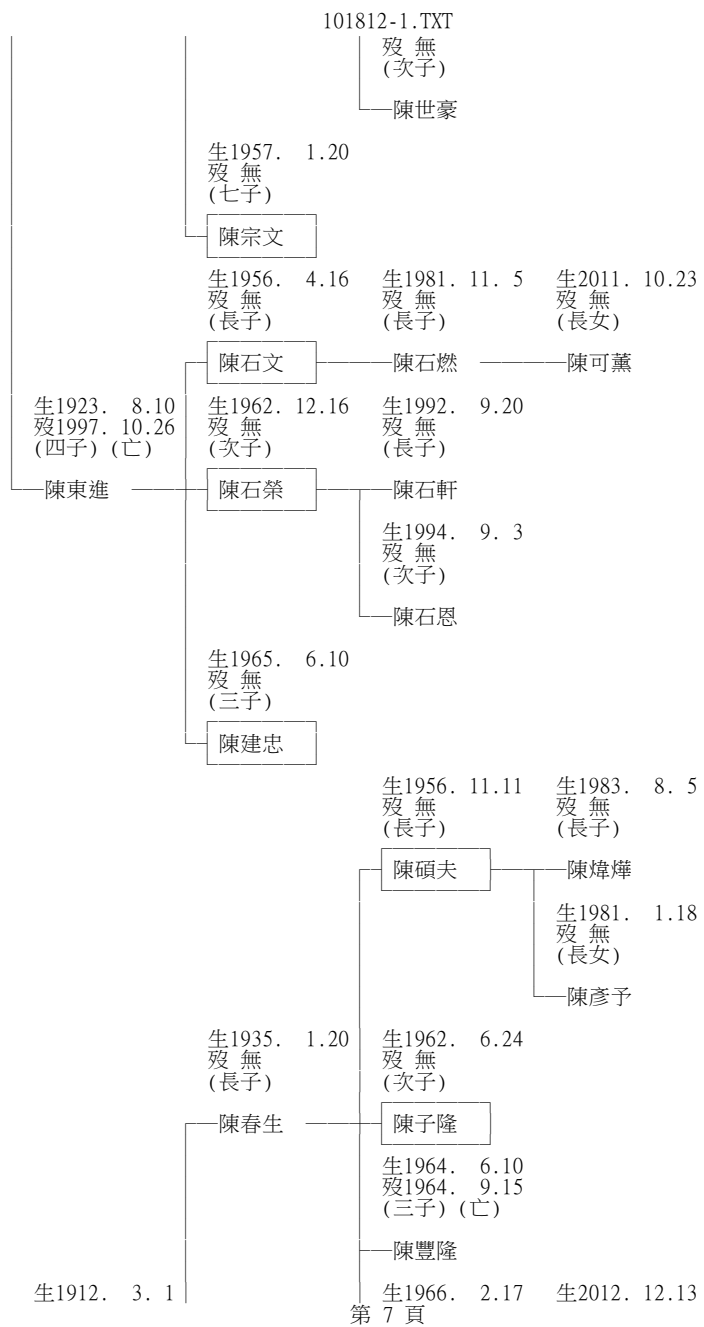 101812-1.TXT
歿 無
(次子)
陳世豪
生1957. 1.20
歿 無
(七子)
陳宗文
生1956. 4.16 生1981. 11. 5 生2011. 10.23
歿 無 歿 無 歿 無
(長子) (長子) (長女)
陳石文 陳石燃 陳可薰
生1923. 8.10 生1962. 12.16 生1992. 9.20
歿1997. 10.26 歿 無 歿 無
(四子)(亡) (次子) (長子)
陳東進 陳石榮 陳石軒
生1994. 9. 3
歿 無
(次子)
陳石恩
生1965. 6.10
歿 無
(三子)
陳建忠
生1956. 11.11 生1983. 8. 5
歿 無 歿 無
(長子) (長子)
陳碩夫 陳煒燁
生1981. 1.18
歿 無
(長女)
陳彥予
生1935. 1.20 生1962. 6.24
歿 無 歿 無
(長子) (次子)
陳春生 陳子隆
生1964. 6.10
歿1964. 9.15
(三子)(亡)
陳豐隆
生1912. 3. 1 生1966. 2.17 生2012. 12.13
第 7 頁